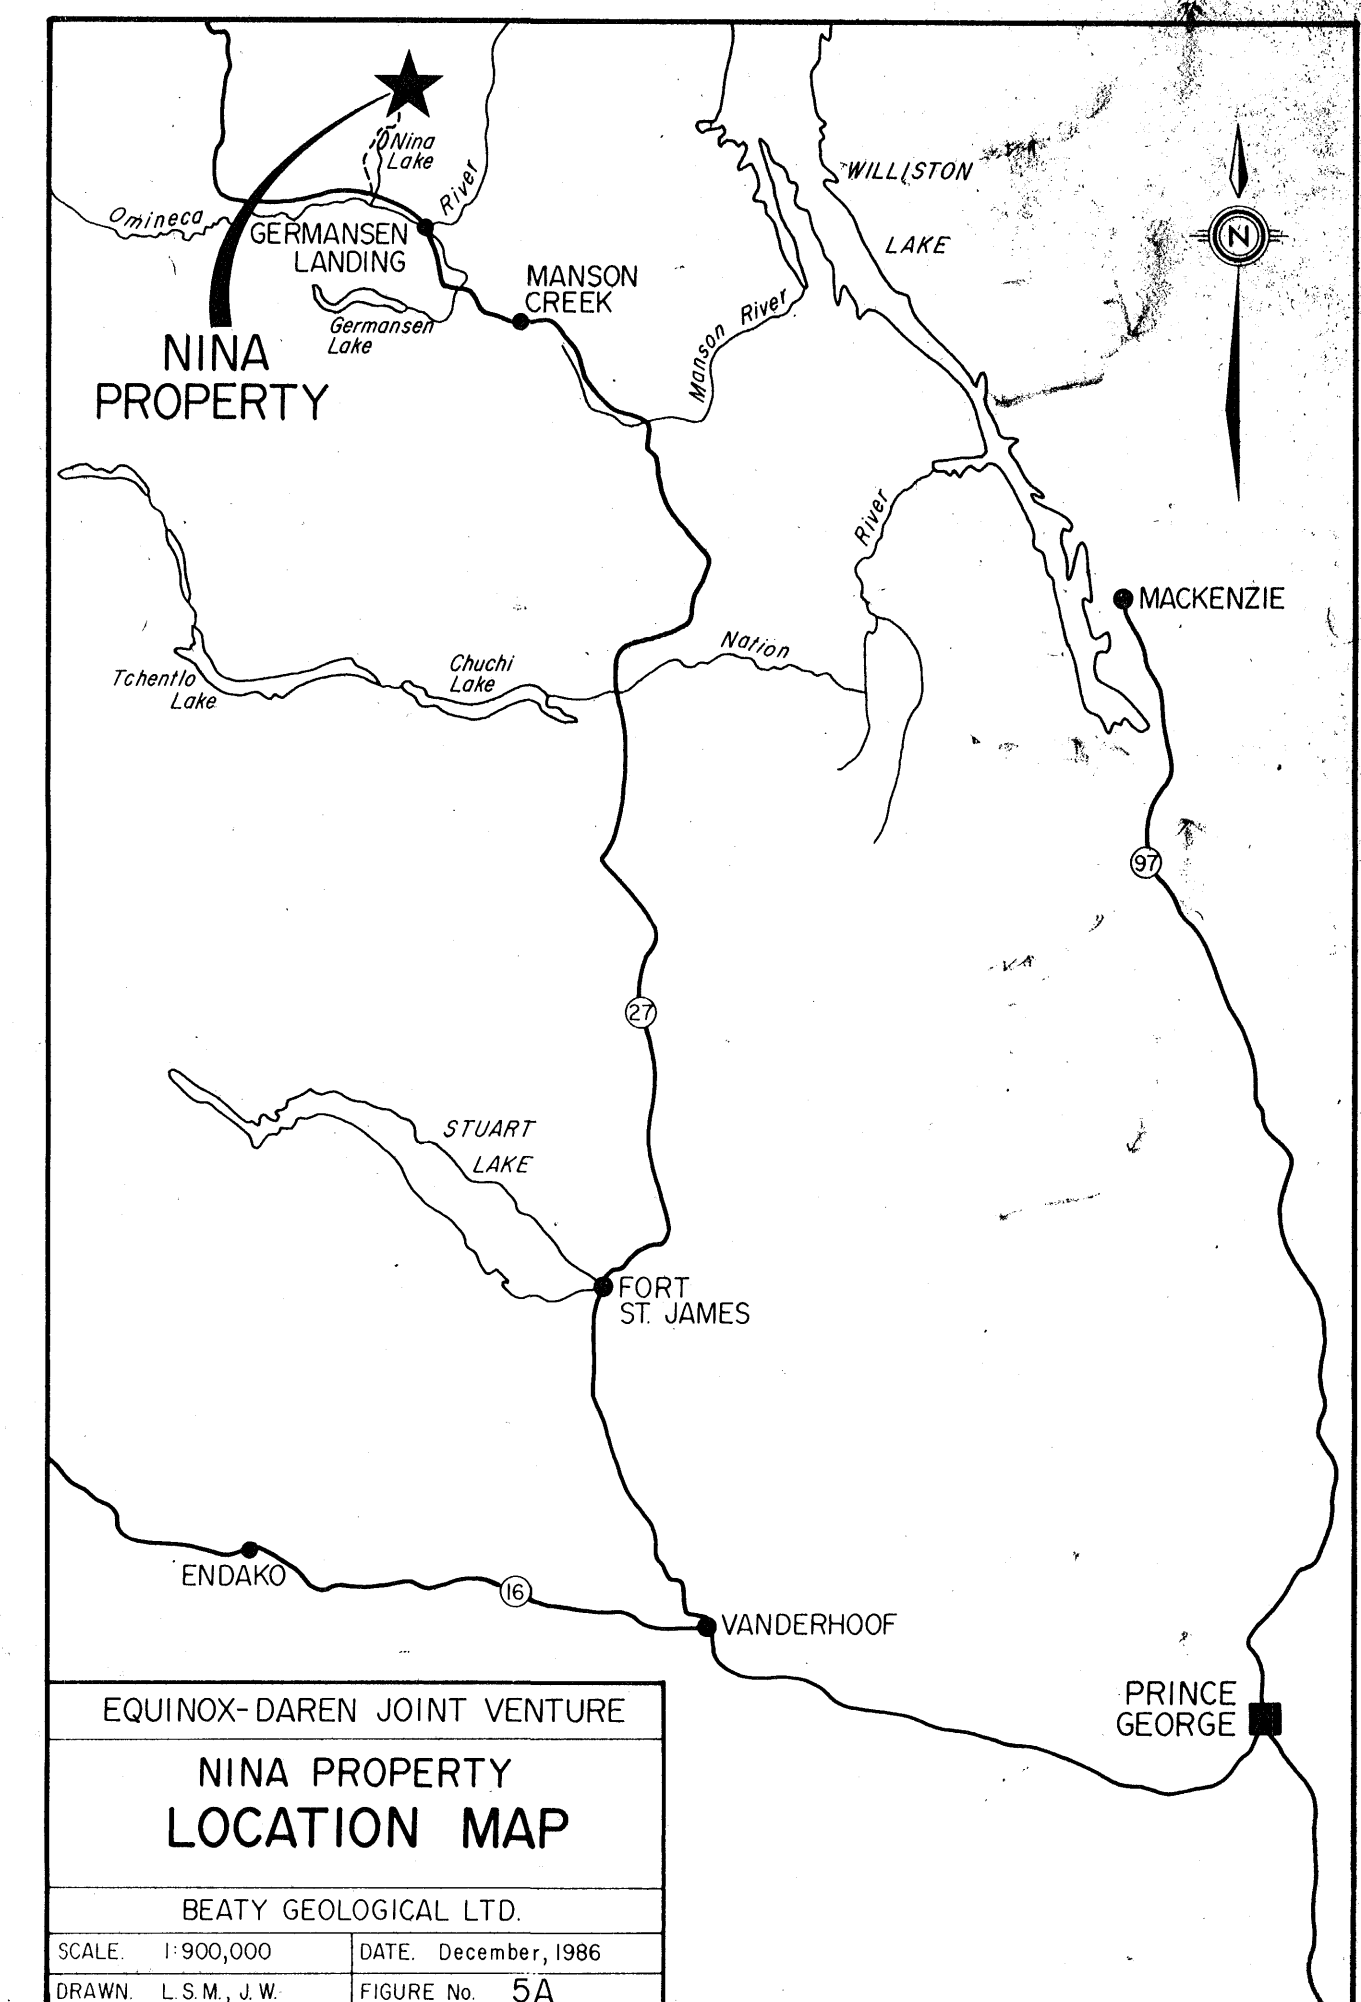 Nina
Lake
River
WILLISTON
LAKE
Omineca
GERMANSEN
LANDING
N
MANSON
CREEK
Germansen
Lake
Manson River
NINA
PROPERTY
River
MACKENZIE
Nation
Chuchi
Lake
Tchentlo
Lake
97
27
STUART
LAKE
FORT
ST. JAMES
ENDAKO
16
VANDERHOOF
PRINCE
GEORGE
EQUINOX-DAREN JOINT VENTURE
NINA PROPERTY
LOCATION MAP
BEATY GEOLOGICAL LTD.
SCALE. 1:900,000
DATE. December, 1986
DRAWN. L.S.M., J.W.
FIGURE No. 5A